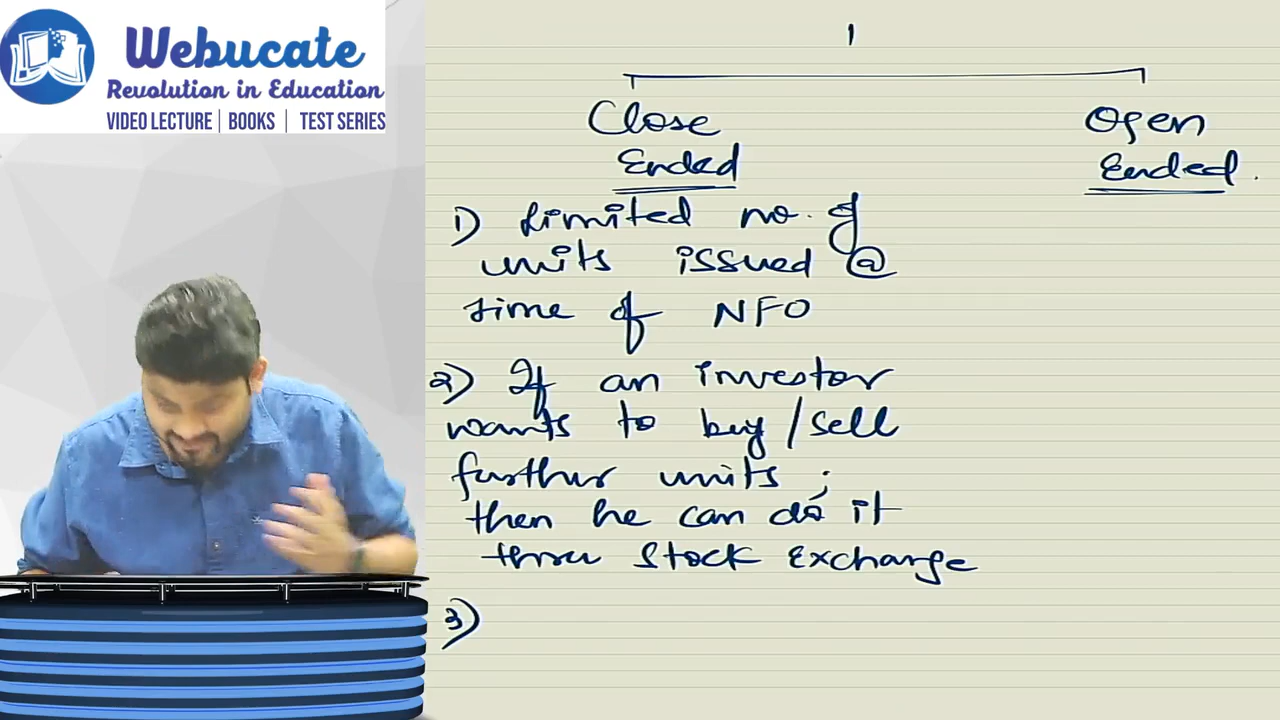 Webucate
Revolution in Education
VIDEO LECTURE | BOOKS | TEST SERIES
Close
Ended
Open
Ended.
1) Limited no. of
units issued @
time of NFO
2) If an investor
wants to buy/sell
further units ;
then he can do it
thru Stock Exchange
3)